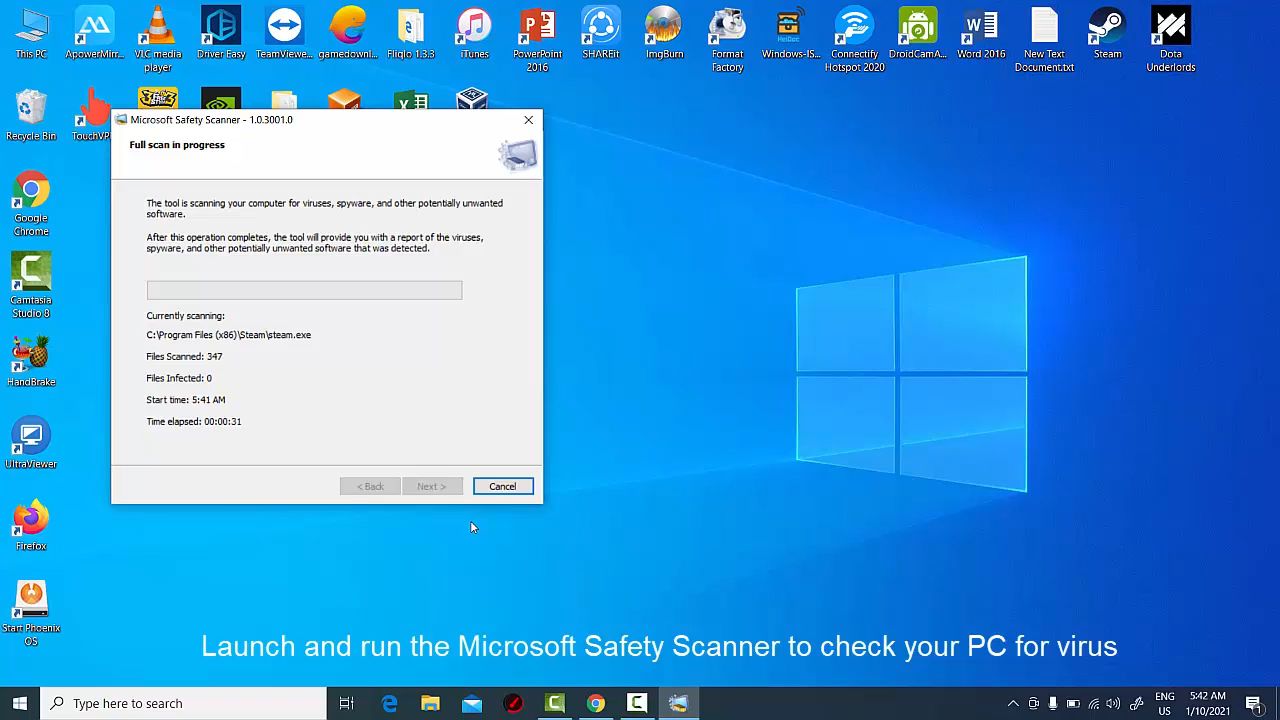 This PC
ApowerMirr...
VLC media
player
Driver Easy
TeamViewe...
gamedownl...
Fliqlo 1.3.3
iTunes
PowerPoint
2016
SHAREit
ImgBurn
Format
Factory
Windows-IS...
Connectify
Hotspot 2020
DroidCamA...
Word 2016
New Text
Document.txt
Steam
Dota
Underlords
Recycle Bin
TouchVP
Google
Chrome
Camtasia
Studio 8
HandBrake
UltraViewer
Firefox
Start Phoenix
OS
Microsoft Safety Scanner - 1.0.3001.0
Full scan in progress
The tool is scanning your computer for viruses, spyware, and other potentially unwanted
software.
After this operation completes, the tool will provide you with a report of the viruses,
spyware, and other potentially unwanted software that was detected.
Currently scanning:
C:\Program Files (x86)\Steam\steam.exe
Files Scanned: 347
Files Infected: 0
Start time: 5:41 AM
Time elapsed: 00:00:31
< Back
Next >
Cancel
Launch and run the Microsoft Safety Scanner to check your PC for virus
Type here to search
ENG
US
5:42 AM
1/10/2021